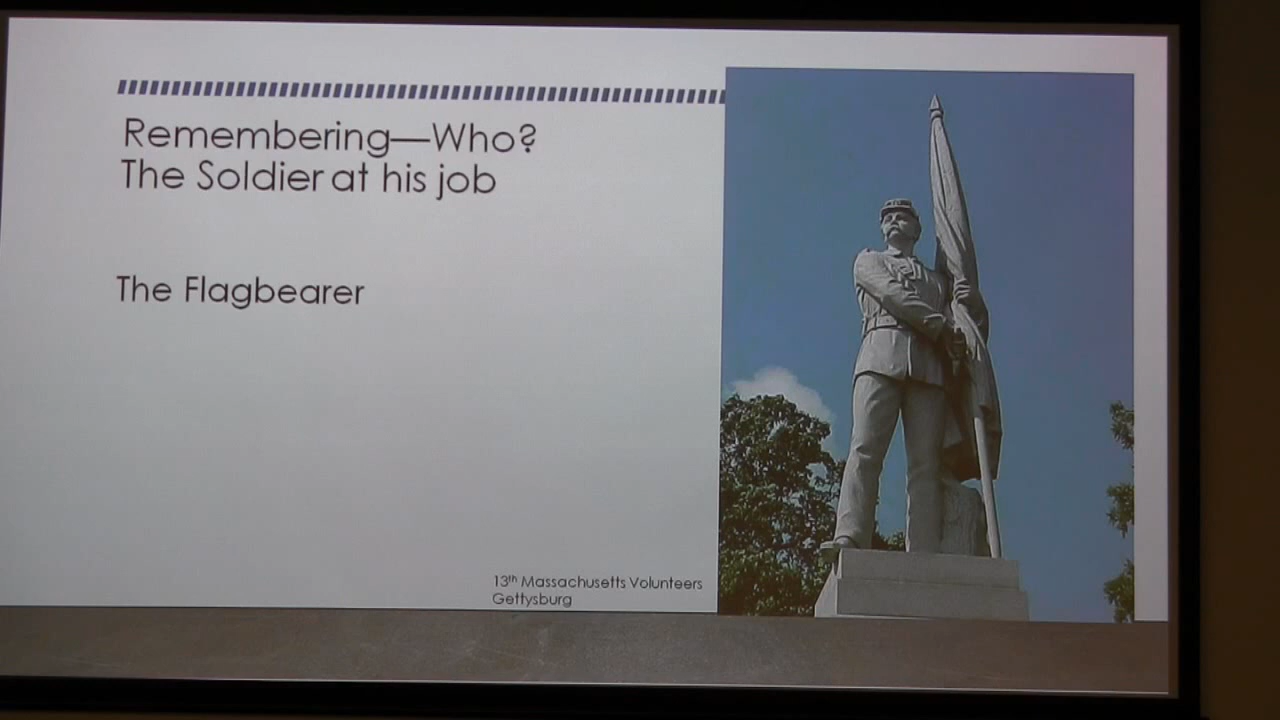 Remembering—Who?
The Soldier at his job
The Flagbearer
13th Massachusetts Volunteers
Gettysburg